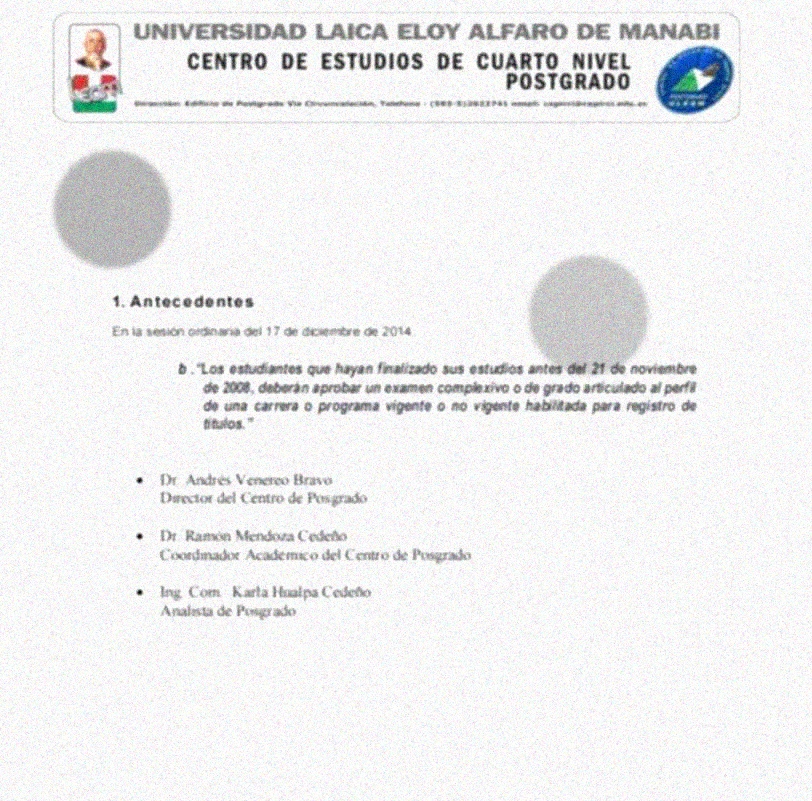 UNIVERSIDAD LAICA ELOY ALFARO DE MANABI
CENTRO DE ESTUDIOS DE CUARTO NIVEL
POSTGRADO
Dirección: Edificio de Postgrado Vía Circunvalación, Teléfono : (593-5)2622741 email:
1. Antecedentes
En la sesión ordinaria del 17 de diciembre de 2014
b ."Los estudiantes que hayan finalizado sus estudios antes del 21 de noviembre
de 2008, deberán aprobar un examen complexivo o de grado articulado al perfil
de una carrera o programa vigente o no vigente habilitada para registro de
títulos."
• Dr. Andrés Venereo Bravo
Director del Centro de Posgrado
• Dr. Ramón Mendoza Cedeño
Coordinador Académico del Centro de Posgrado
• Ing. Com. Karla Hualpa Cedeño
Analista de Posgrado